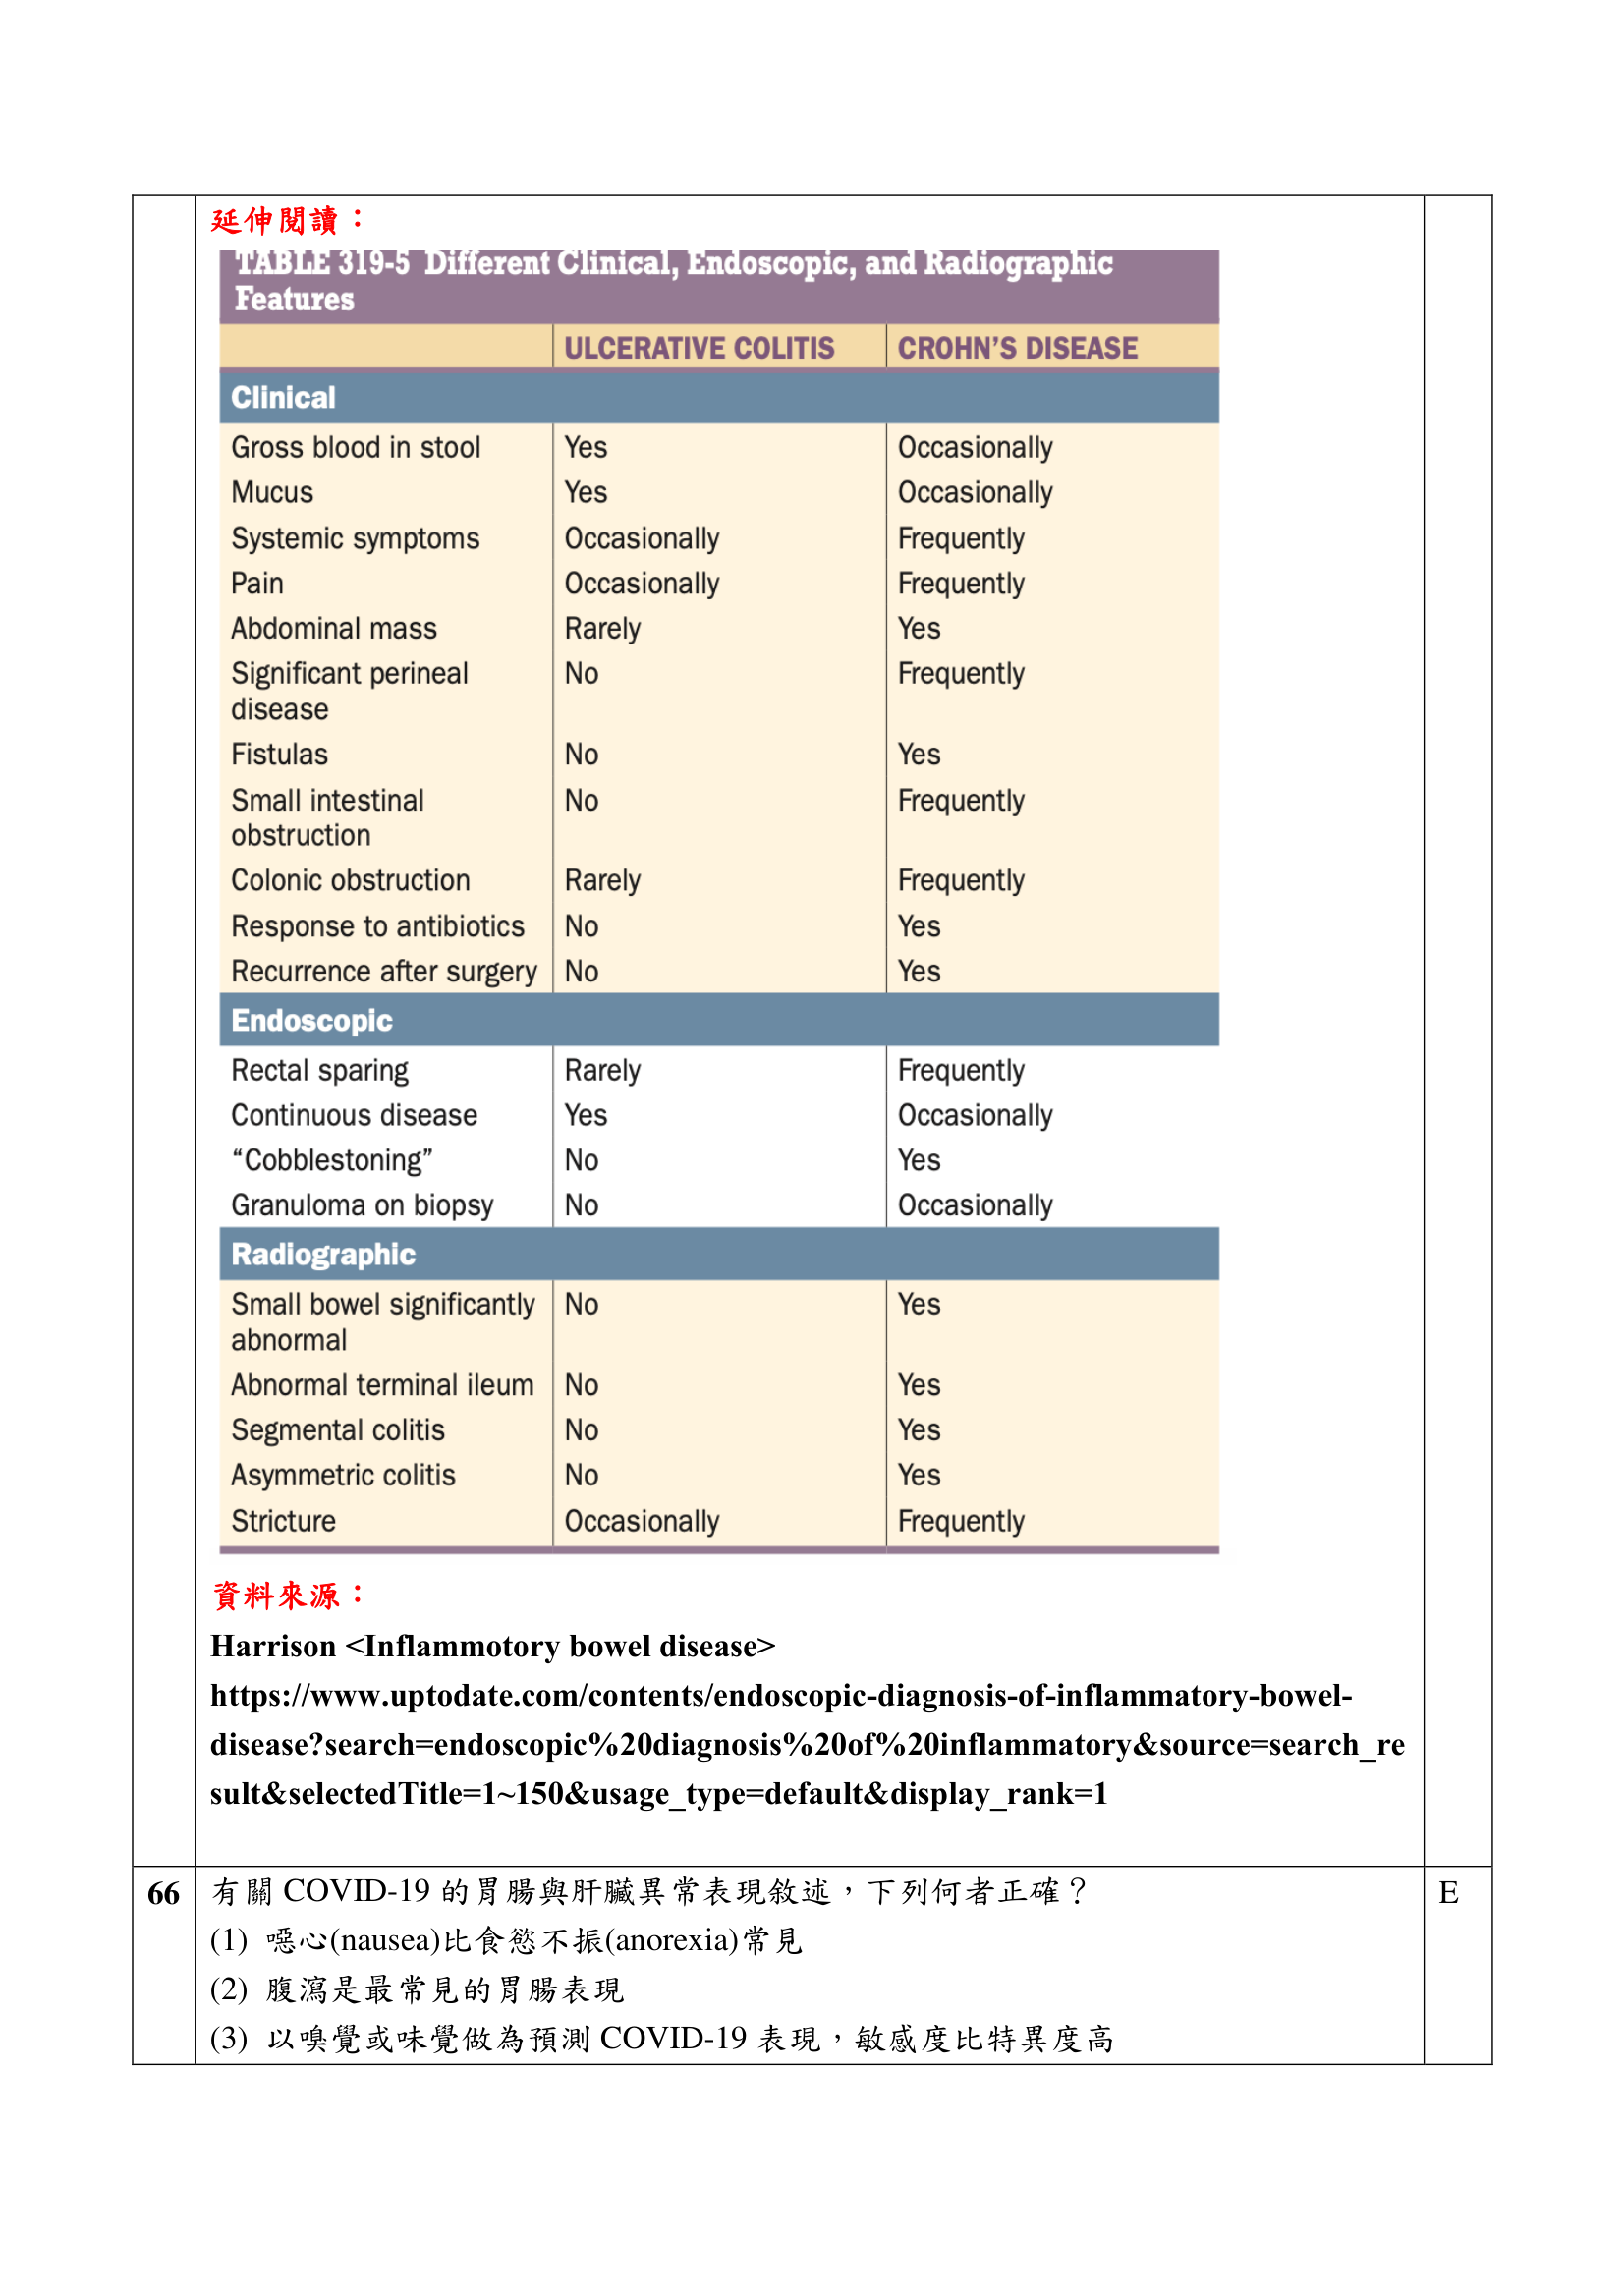 延伸閱讀：
TABLE 319-5 Different Clinical, Endoscopic, and Radiographic
Features
ULCERATIVE COLITIS CROHN'S DISEASE
Clinical
Gross blood in stool Yes Occasionally
Mucus Yes Occasionally
Systemic symptoms Occasionally Frequently
Pain Occasionally Frequently
Abdominal mass Rarely Yes
Significant perineal No Frequently
disease
Fistulas No Yes
Small intestinal No Frequently
obstruction
Colonic obstruction Rarely Frequently
Response to antibiotics No Yes
Recurrence after surgery No Yes
Endoscopic
Rectal sparing Rarely Frequently
Continuous disease Yes Occasionally
“Cobblestoning” No Yes
Granuloma on biopsy No Occasionally
Radiographic
Small bowel significantly No Yes
abnormal
Abnormal terminal ileum No Yes
Segmental colitis No Yes
Asymmetric colitis No Yes
Stricture Occasionally Frequently
資料來源：
Harrison <Inflammotory bowel disease>
https://www.uptodate.com/contents/endoscopic-diagnosis-of-inflammatory-bowel-
disease?search=endoscopic%20diagnosis%20of%20inflammatory&source=search_re
sult&selectedTitle=1~150&usage_type=default&display_rank=1
66 有關 COVID-19 的胃腸與肝臟異常表現敘述，下列何者正確？ E
(1) 噁心(nausea)比食慾不振(anorexia)常見
(2) 腹瀉是最常見的胃腸表現
(3) 以嗅覺或味覺做為預測 COVID-19 表現，敏感度比特異度高